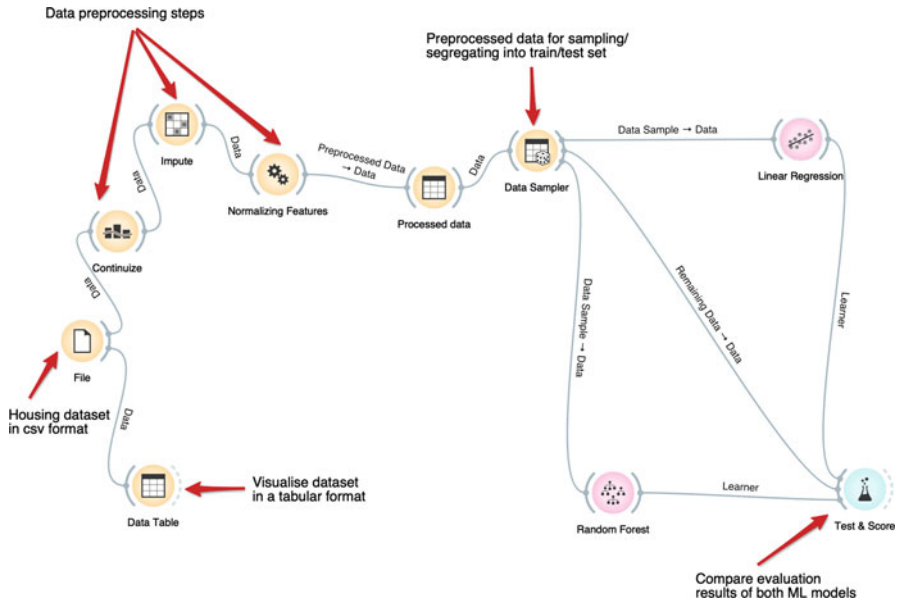 Data preprocessing steps
Preprocessed data for sampling/
segregating into train/test set
Impute
Data
Data
Normalizing Features
Preprocessed Data
→ Data
Processed data
Data
Data Sampler
Data Sample → Data
Linear Regression
Continuize
Data
File
Housing dataset
in csv format
Data
Data Table
Visualise dataset
in a tabular format
Data Sample → Data
Remaining Data → Data
Learner
Random Forest
Learner
Test & Score
Compare evaluation
results of both ML models